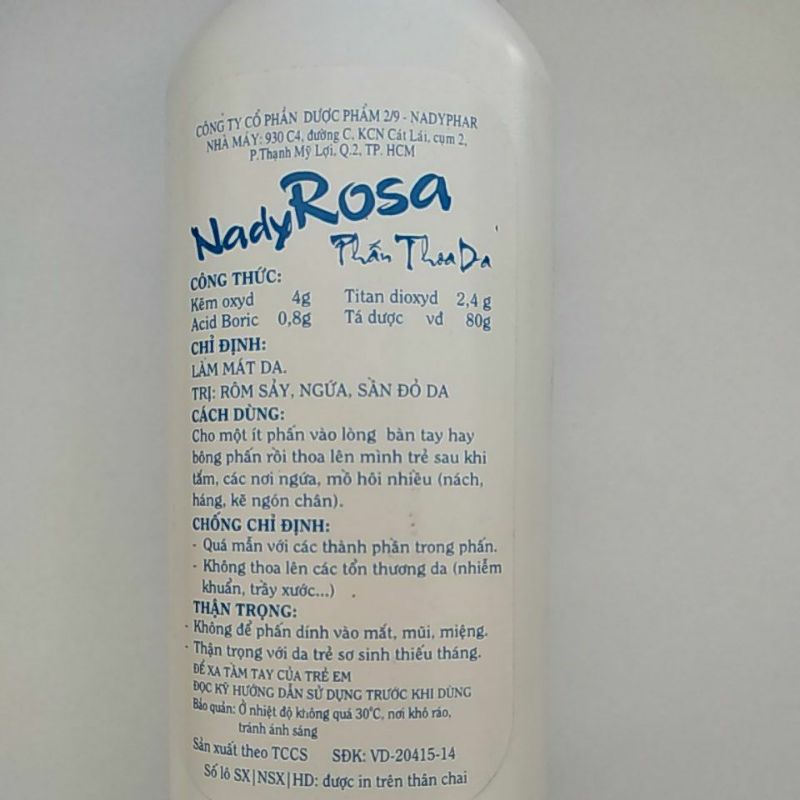 CÔNG TY CỔ PHẦN DƯỢC PHẨM 2/9 - NADYPHAR
NHÀ MÁY: 930 C4, đường C, KCN Cát Lái, cụm 2,
P.Thạnh Mỹ Lợi, Q.2, TP. HCM
NadyRosa
Phấn Thoa Da
CÔNG THỨC:
Kẽm oxyd 4g Titan dioxyd 2,4 g
Acid Boric 0,8g Tá dược vđ 80g
CHỈ ĐỊNH:
LÀM MÁT DA.
TRỊ: RÔM SẢY, NGỨA, SẦN ĐỎ DA
CÁCH DÙNG:
Cho một ít phấn vào lòng bàn tay hay
bông phấn rồi thoa lên mình trẻ sau khi
tắm, các nơi ngứa, mồ hôi nhiều (nách,
háng, kẽ ngón chân).
CHỐNG CHỈ ĐỊNH:
- Quá mẫn với các thành phần trong phấn.
- Không thoa lên các tổn thương da (nhiễm
khuẩn, trầy xước...)
THẬN TRỌNG:
- Không để phấn dính vào mắt, mũi, miệng.
- Thận trọng với da trẻ sơ sinh thiếu tháng.
ĐỂ XA TẦM TAY CỦA TRẺ EM
ĐỌC KỸ HƯỚNG DẪN SỬ DỤNG TRƯỚC KHI DÙNG
Bảo quản: Ở nhiệt độ không quá 30°C, nơi khô ráo,
tránh ánh sáng
Sản xuất theo TCCS SĐK: VD-20415-14
Số lô SX|NSX|HD: được in trên thân chai